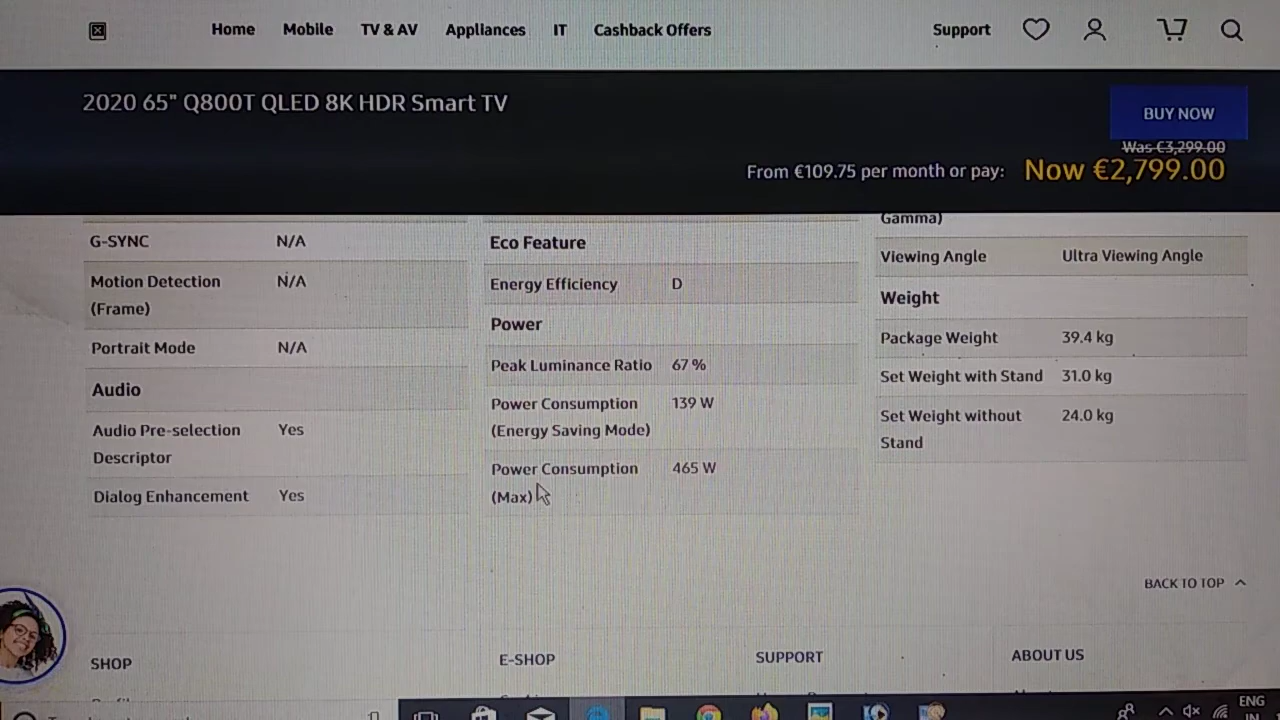 Home Mobile TV & AV Appliances IT Cashback Offers Support
2020 65" Q800T QLED 8K HDR Smart TV
BUY NOW
Was €3,299.00
From €109.75 per month or pay: Now €2,799.00
G-SYNC N/A
Motion Detection N/A
(Frame)
Portrait Mode N/A
Audio
Audio Pre-selection Yes
Descriptor
Dialog Enhancement Yes
Eco Feature
Energy Efficiency D
Power
Peak Luminance Ratio 67 %
Power Consumption 139 W
(Energy Saving Mode)
Power Consumption 465 W
(Max)
Gamma)
Viewing Angle Ultra Viewing Angle
Weight
Package Weight 39.4 kg
Set Weight with Stand 31.0 kg
Set Weight without 24.0 kg
Stand
BACK TO TOP
SHOP E-SHOP SUPPORT ABOUT US
ENG
IN